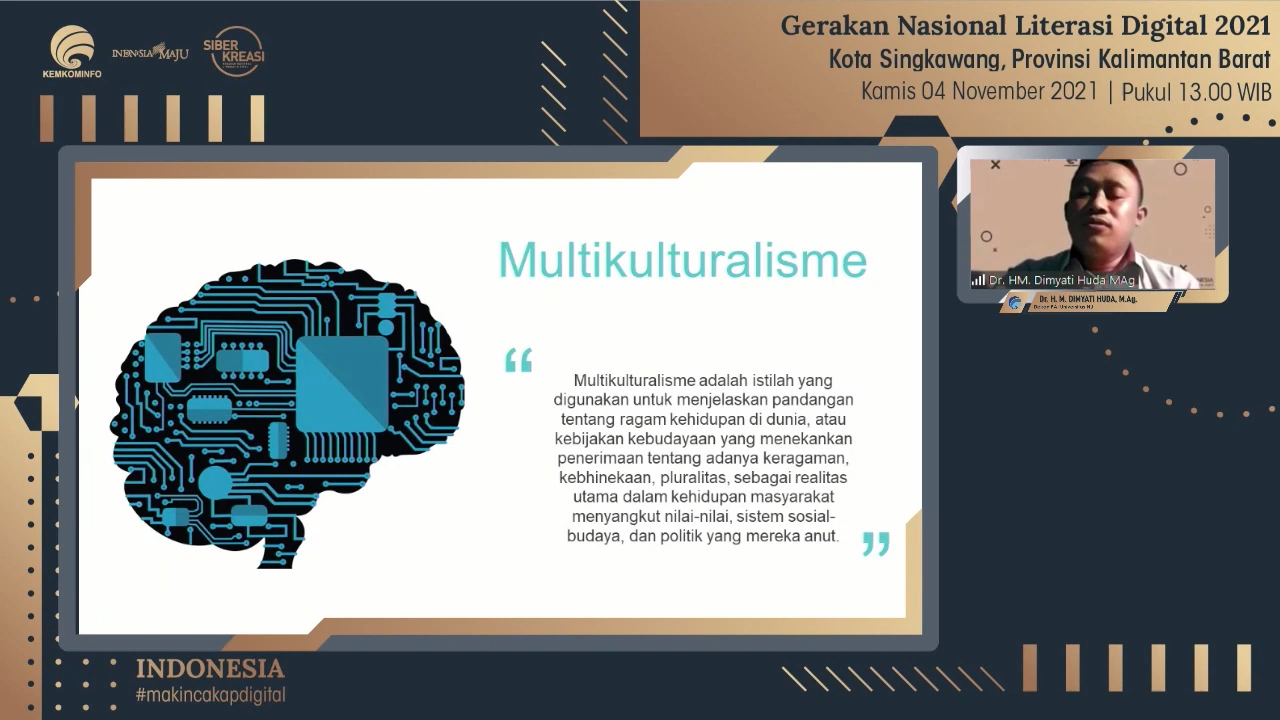 KEMKOMINFO
INDONESIA MAJU
SIBER
KREASI
Gerakan Nasional Literasi Digital 2021
Kota Singkawang, Provinsi Kalimantan Barat
Kamis 04 November 2021 | Pukul 13.00 WIB
Multikulturalisme
“
Multikulturalisme adalah istilah yang
digunakan untuk menjelaskan pandangan
tentang ragam kehidupan di dunia, atau
kebijakan kebudayaan yang menekankan
penerimaan tentang adanya keragaman,
kebhinekaan, pluralitas, sebagai realitas
utama dalam kehidupan masyarakat
menyangkut nilai-nilai, sistem sosial-
budaya, dan politik yang mereka anut.
”
Dr. HM. Dimyati Huda MAg
Dr. H. M. DIMYATI HUDA, M.Ag.
INDONESIA
#makincakapdigital